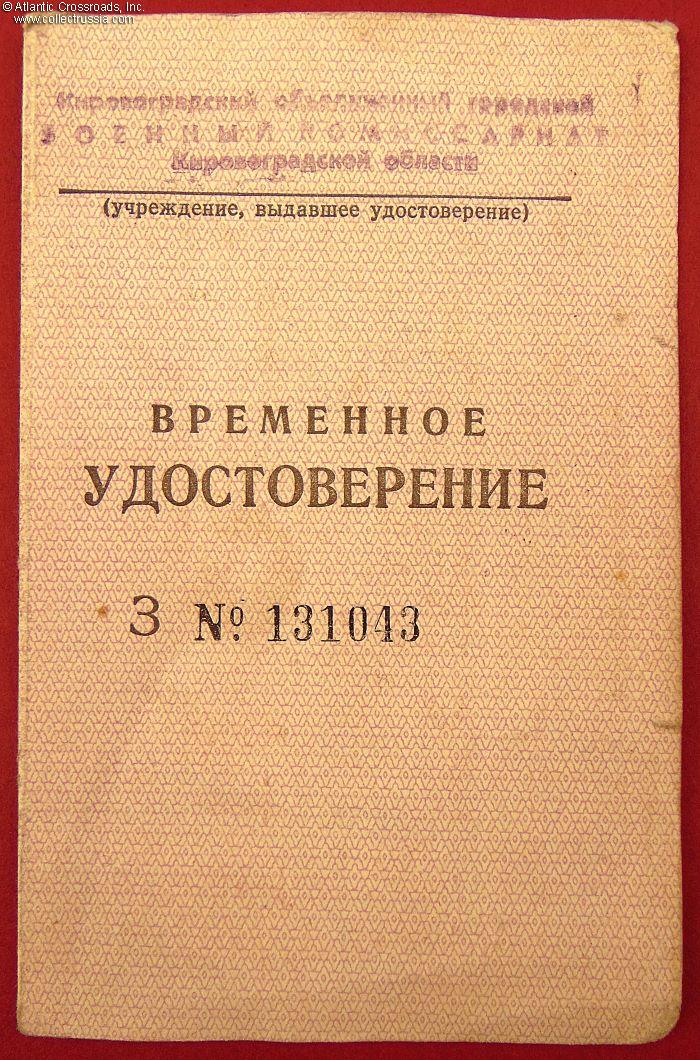 © Atlantic Crossroads, Inc.
www.collectrussia.com
Кировоградский объединенный городской
ВОЕННЫЙ КОМИССАРИАТ
Кировоградской области
(учреждение, выдавшее удостоверение)
ВРЕМЕННОЕ
УДОСТОВЕРЕНИЕ
З № 131043